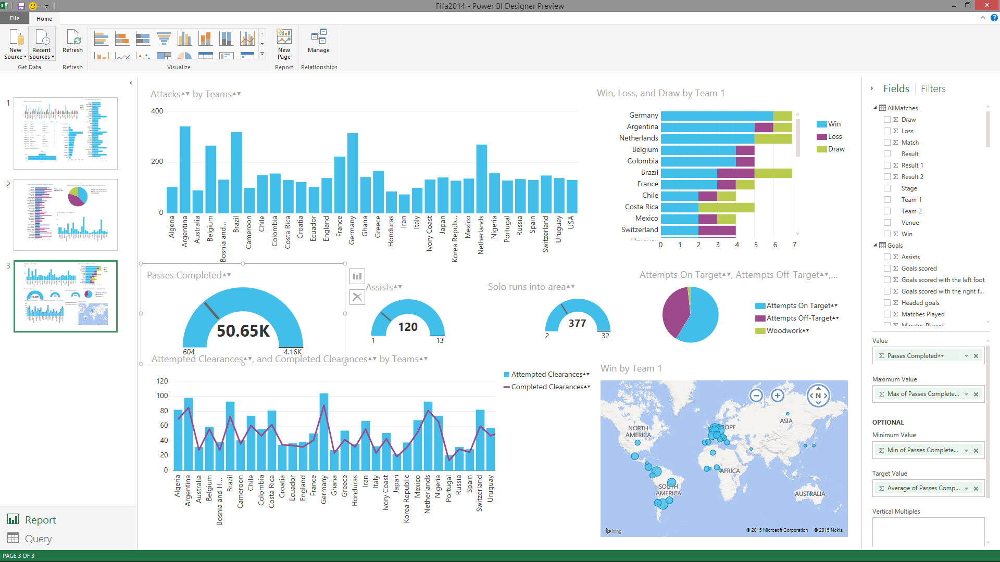 Fifa2014 - Power BI Designer Preview
File
Home
New Source
Recent Sources
Refresh
New Page
Manage
Get Data
Refresh
Visualize
Report
Relationships
1
2
3
Attacks by Teams
400
200
0
Algeria
Argentina
Australia
Belgium
Bosnia and...
Brazil
Cameroon
Chile
Colombia
Costa Rica
Croatia
Ecuador
England
France
Germany
Ghana
Greece
Honduras
Iran
Italy
Ivory Coast
Japan
Korea Repub...
Mexico
Netherlands
Nigeria
Portugal
Russia
Spain
Switzerland
Uruguay
USA
Win, Loss, and Draw by Team 1
Germany
Argentina
Netherlands
Belgium
Colombia
Brazil
France
Chile
Costa Rica
Mexico
Switzerland
0 1 2 3 4 5 6 7
Win
Loss
Draw
Passes Completed
50.65K
604
4.16K
Assists
120
1
13
Solo runs into area
377
2
32
Attempts On Target, Attempts Off-Target,...
Attempts On Target
Attempts Off-Target
Woodwork
Attempted Clearances, and Completed Clearances by Teams
Attempted Clearances
Completed Clearances
120
100
80
60
40
20
0
Algeria
Argentina
Australia
Belgium
Bosnia and H...
Brazil
Cameroon
Chile
Colombia
Costa Rica
Croatia
Ecuador
England
France
Germany
Ghana
Greece
Honduras
Iran
Italy
Ivory Coast
Japan
Korea Republic
Mexico
Netherlands
Nigeria
Portugal
Russia
Spain
Switzerland
Uruguay
Win by Team 1
N
ASIA
NORTH AMERICA
AFRICA
SOUTH AMERICA
AUSTRALIA
bing
© 2015 Microsoft Corporation © 2015 Nokia
Fields
Filters
AllMatches
Σ Draw
Σ Loss
Σ Match
Result
Σ Result 1
Σ Result 2
Stage
Team 1
Team 2
Venue
Σ Win
Goals
Σ Assists
Σ Goals scored
Σ Goals scored with the left foot
Σ Goals scored with the right f...
Σ Headed goals
Σ Matches Played
Σ Minutes Played
Value
Σ Passes Completed
Maximum Value
Σ Max of Passes Complete...
OPTIONAL
Minimum Value
Σ Min of Passes Complete...
Target Value
Σ Average of Passes Comp...
Vertical Multiples
Report
Query
PAGE 3 OF 3